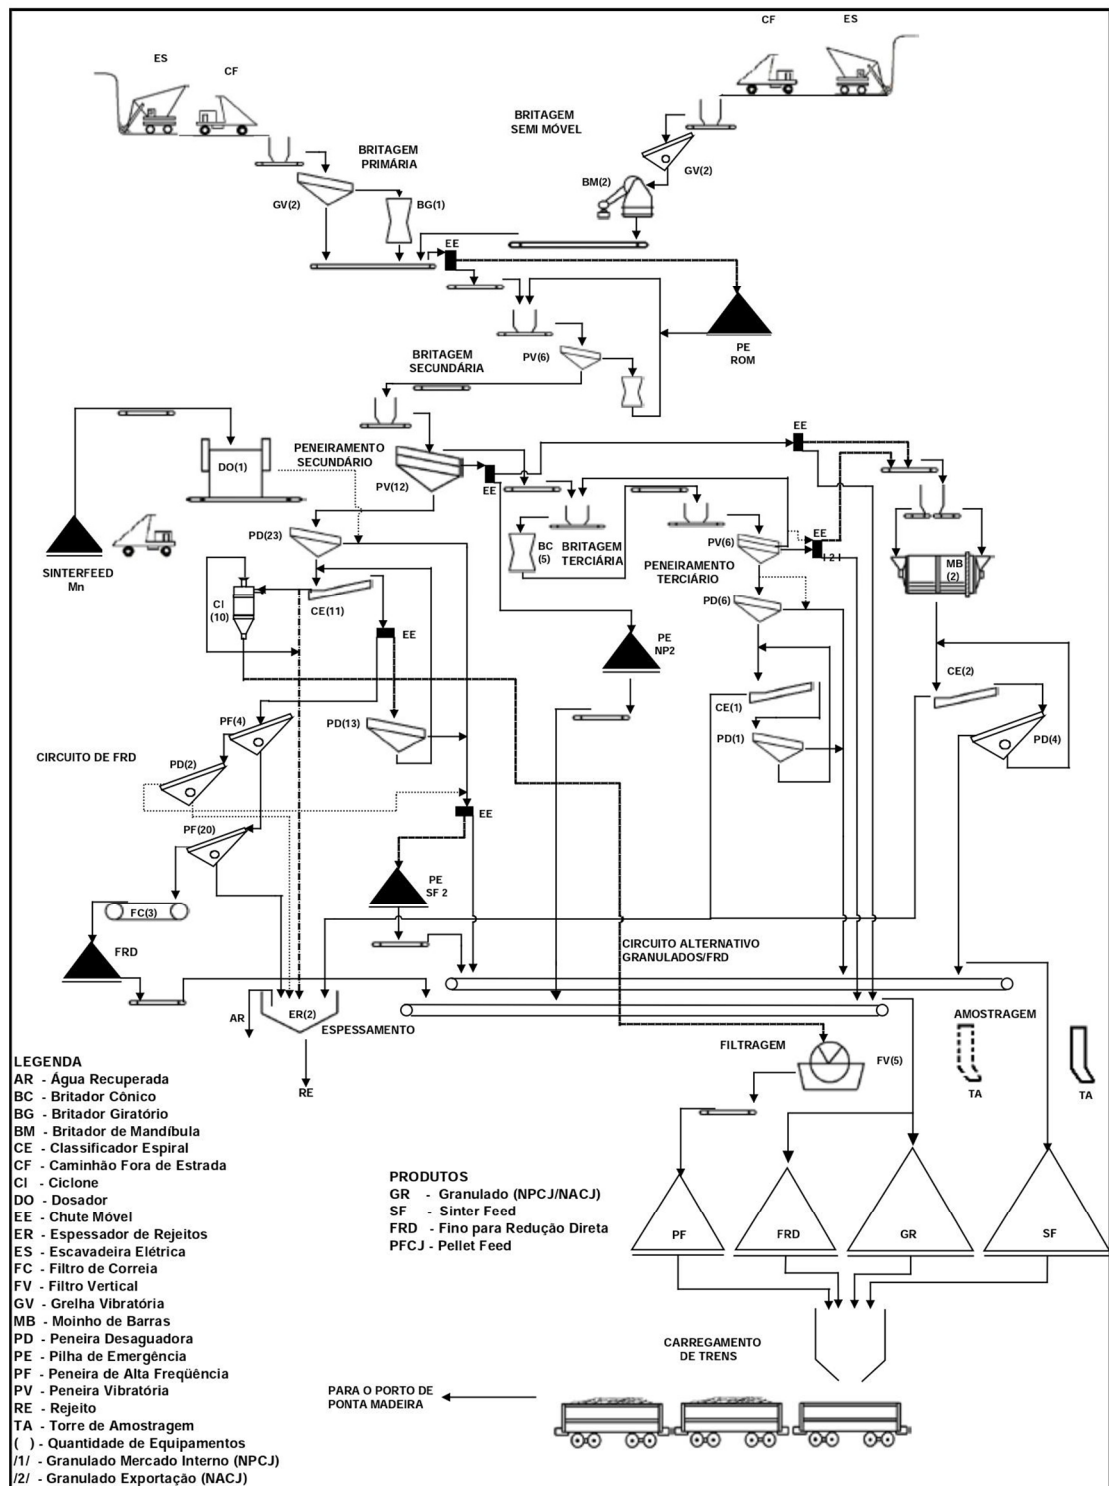 CF
ES
ES
CF
BRITAGEM
SEMI MÓVEL
BRITAGEM
PRIMÁRIA
GV(2)
BM(2)
GV(2)
BG(1)
EE
PE
ROM
PV(6)
BRITAGEM
SECUNDÁRIA
EE
PENEIRAMENTO
SECUNDÁRIO
DO(1)
PV(12)
EE
SINTERFEED
Mn
PD(23)
BC
(5)
BRITAGEM
TERCIÁRIA
PV(6)
EE
I 2 I
PENEIRAMENTO
TERCIÁRIO
MB
(2)
CI
(10)
CE(11)
PD(6)
EE
PE
NP2
CE(2)
CE(1)
PF(4)
PD(13)
PD(1)
PD(4)
CIRCUITO DE FRD
PD(2)
EE
PF(20)
PE
SF 2
FC(3)
FRD
CIRCUITO ALTERNATIVO
GRANULADOS/FRD
AR
ER(2)
ESPESSAMENTO
AMOSTRAGEM
FILTRAGEM
FV(5)
TA
TA
RE
LEGENDA
AR - Água Recuperada
BC - Britador Cônico
BG - Britador Giratório
BM - Britador de Mandíbula
CE - Classificador Espiral
CF - Caminhão Fora de Estrada
CI - Ciclone
DO - Dosador
EE - Chute Móvel
ER - Espessador de Rejeitos
ES - Escavadeira Elétrica
FC - Filtro de Correia
FV - Filtro Vertical
GV - Grelha Vibratória
MB - Moinho de Barras
PD - Peneira Desaguadora
PE - Pilha de Emergência
PF - Peneira de Alta Freqüência
PV - Peneira Vibratória
RE - Rejeito
TA - Torre de Amostragem
( ) - Quantidade de Equipamentos
/1/ - Granulado Mercado Interno (NPCJ)
/2/ - Granulado Exportação (NACJ)
PRODUTOS
GR - Granulado (NPCJ/NACJ)
SF - Sinter Feed
FRD - Fino para Redução Direta
PFCJ - Pellet Feed
PF
FRD
GR
SF
CARREGAMENTO
DE TRENS
PARA O PORTO DE
PONTA MADEIRA